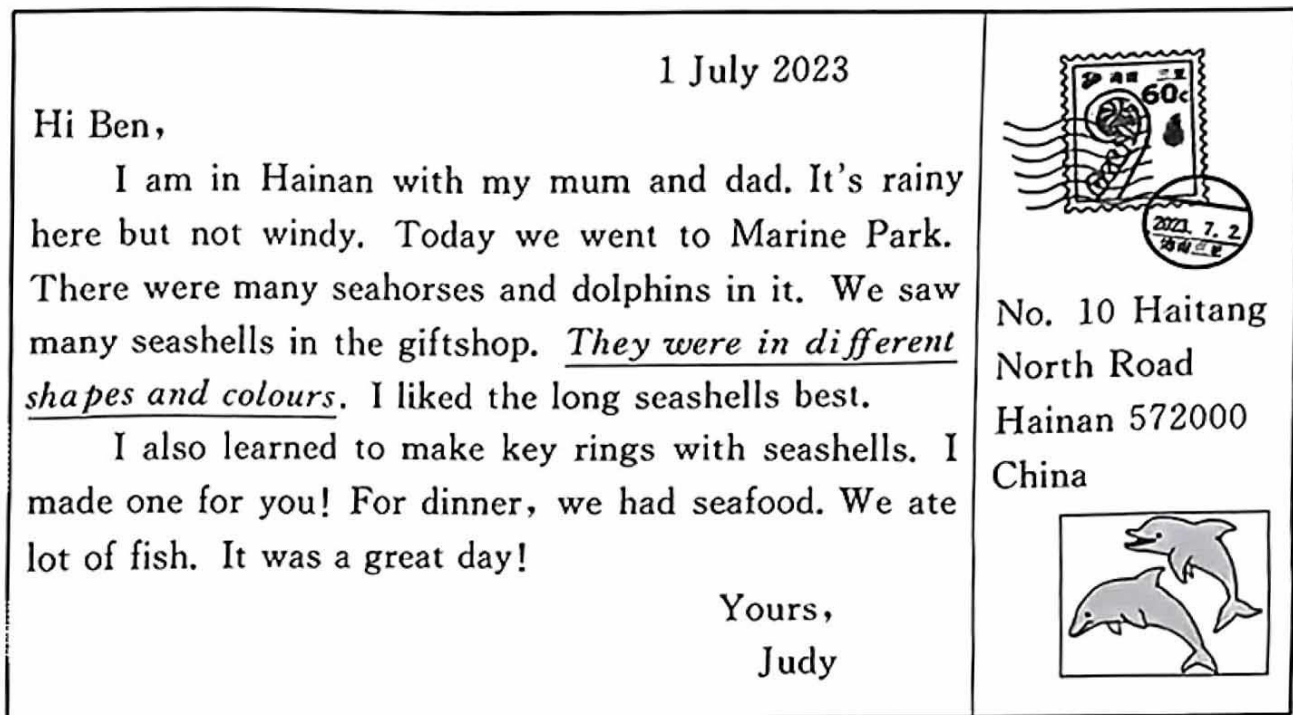 1 July 2023
Hi Ben,
I am in Hainan with my mum and dad. It's rainy
here but not windy. Today we went to Marine Park.
There were many seahorses and dolphins in it. We saw
many seashells in the giftshop. They were in different
shapes and colours. I liked the long seashells best.
I also learned to make key rings with seashells. I
made one for you! For dinner, we had seafood. We ate
lot of fish. It was a great day!
Yours,
Judy
60c
2023. 7. 2
No. 10 Haitang
North Road
Hainan 572000
China